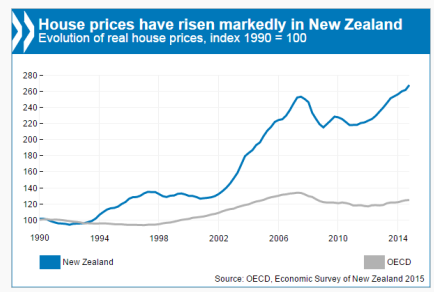 House prices have risen markedly in New Zealand
Evolution of real house prices, index 1990 = 100
280
260
240
220
200
180
160
140
120
100
1990 1994 1998 2002 2006 2010 2014
New Zealand OECD
Source: OECD, Economic Survey of New Zealand 2015